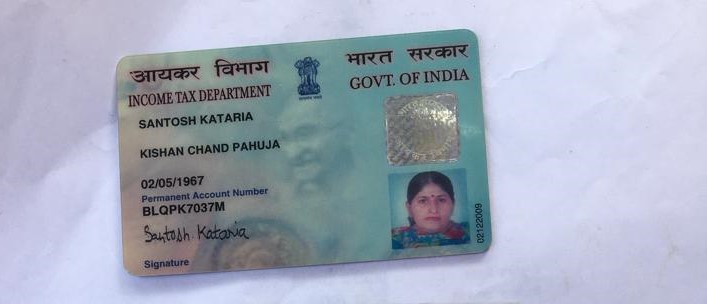 आयकर विभाग
INCOME TAX DEPARTMENT
भारत सरकार
GOVT. OF INDIA
SANTOSH KATARIA
KISHAN CHAND PAHUJA
02/05/1967
Permanent Account Number
BLQPK7037M
Santosh. Kataria
Signature
02122009